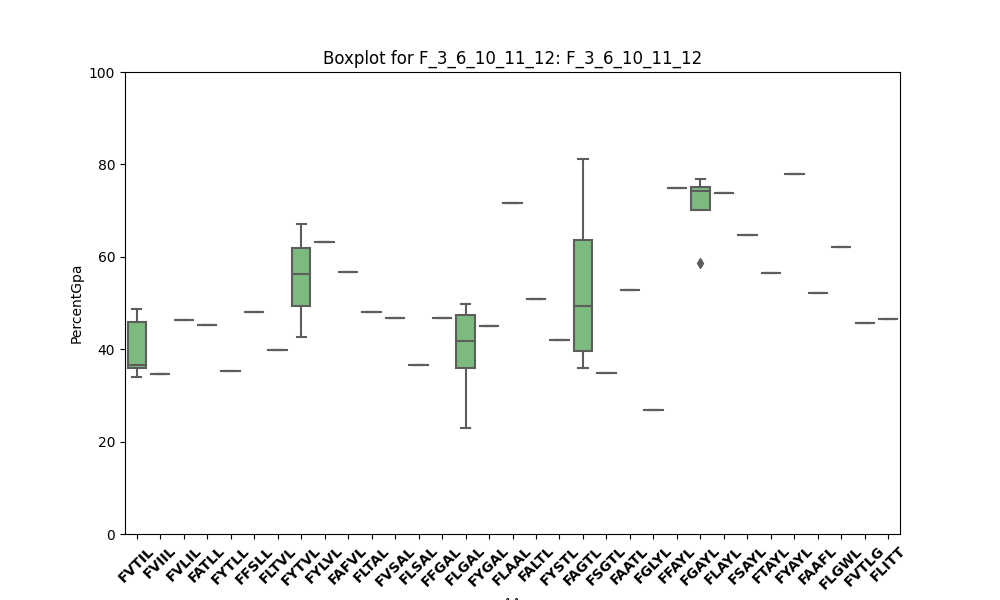 Boxplot for F_3_6_10_11_12: F_3_6_10_11_12
PercentGpa
100
80
60
40
20
0
FVTIL
FVIIL
FVLIL
FATLL
FYTLL
FFSLL
FLTVL
FYTVL
FYLVL
FAFVL
FLTAL
FVSAL
FLSAL
FFGAL
FLGAL
FYGAL
FLAAL
FALTL
FYSTL
FAGTL
FSGTL
FAATL
FGLYL
FFAYL
FGAYL
FLAYL
FSAYL
FTAYL
FYAYL
FAAFL
FLGWL
FVTLG
FLITT